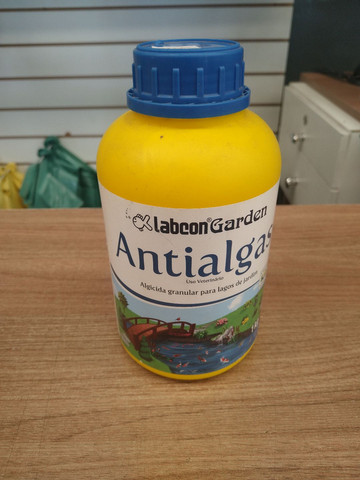 Labcon® Garden
Antialgas
Uso Veterinário
Algicida granular para lagos de jardim